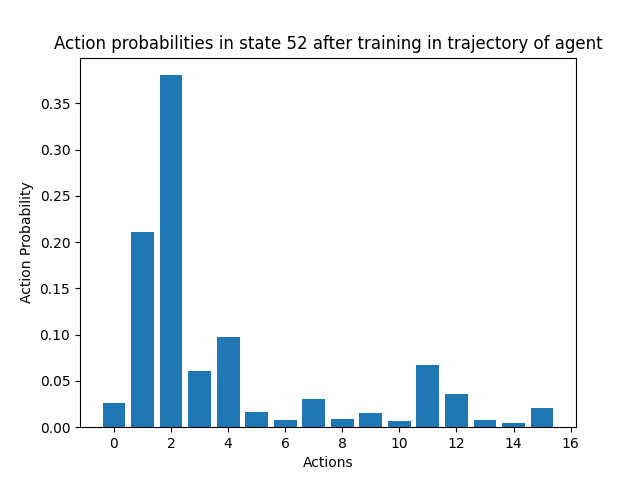 Action probabilities in state 52 after training in trajectory of agent
0.35
0.30
0.25
0.20
0.15
0.10
0.05
0.00
Action Probability
0 2 4 6 8 10 12 14 16
Actions